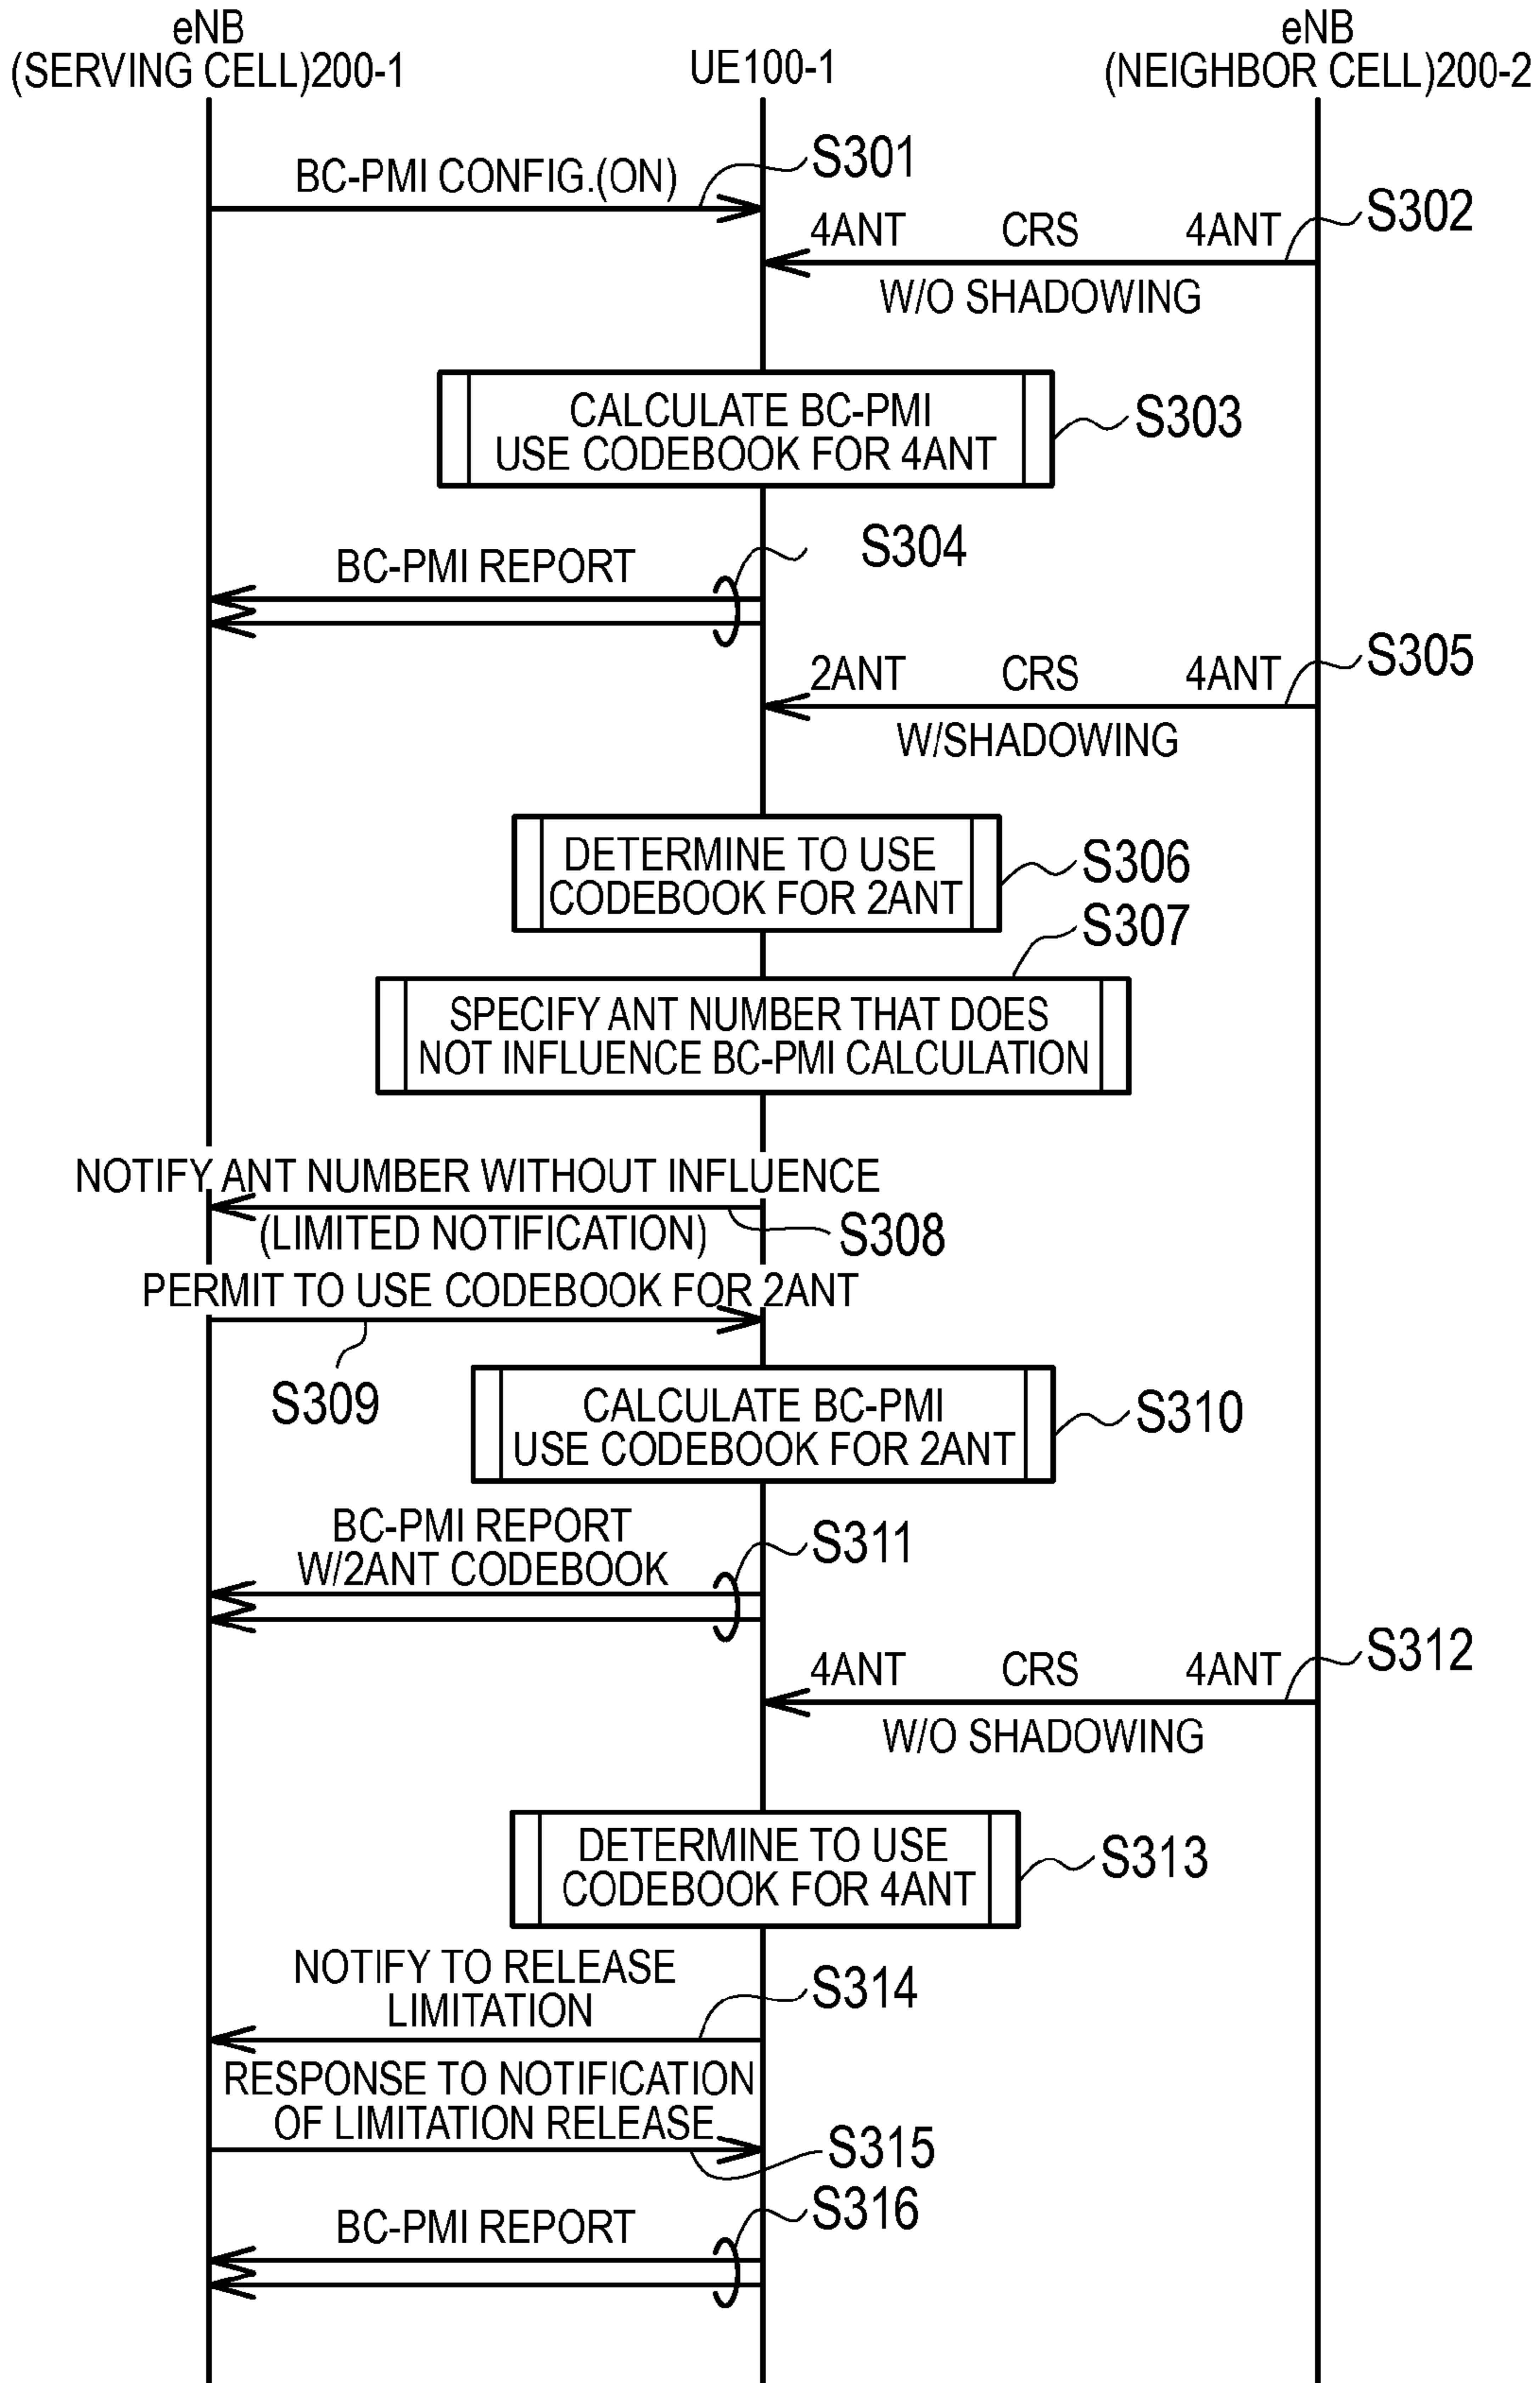 eNB
(SERVING CELL)200-1
UE100-1
eNB
(NEIGHBOR CELL)200-2
BC-PMI CONFIG.(ON)
S301
4ANT CRS 4ANT
S302
W/O SHADOWING
CALCULATE BC-PMI
USE CODEBOOK FOR 4ANT
S303
BC-PMI REPORT
S304
2ANT CRS 4ANT
S305
W/SHADOWING
DETERMINE TO USE
CODEBOOK FOR 2ANT
S306
S307
SPECIFY ANT NUMBER THAT DOES
NOT INFLUENCE BC-PMI CALCULATION
NOTIFY ANT NUMBER WITHOUT INFLUENCE
(LIMITED NOTIFICATION)
S308
PERMIT TO USE CODEBOOK FOR 2ANT
S309
CALCULATE BC-PMI
USE CODEBOOK FOR 2ANT
S310
BC-PMI REPORT
W/2ANT CODEBOOK
S311
4ANT CRS 4ANT
S312
W/O SHADOWING
DETERMINE TO USE
CODEBOOK FOR 4ANT
S313
NOTIFY TO RELEASE
LIMITATION
S314
RESPONSE TO NOTIFICATION
OF LIMITATION RELEASE
S315
BC-PMI REPORT
S316